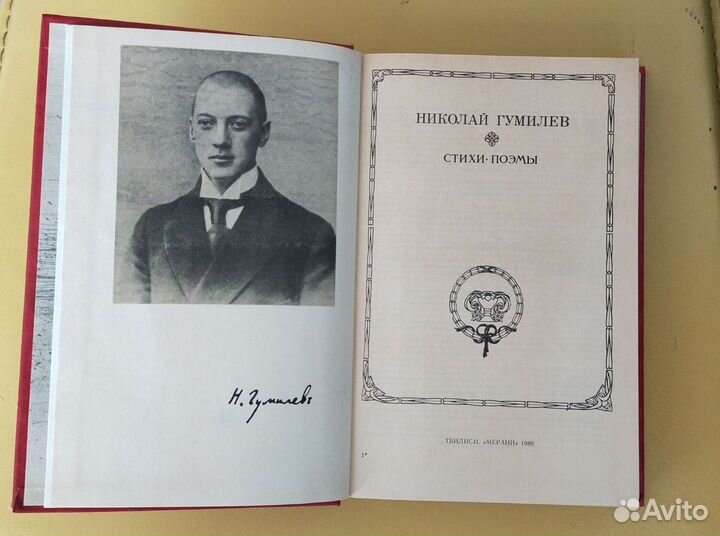 Н. Гумилевъ
НИКОЛАЙ ГУМИЛЕВ
СТИХИ · ПОЭМЫ
ТБИЛИСИ, «МЕРАНИ» 1989
1*
Avito